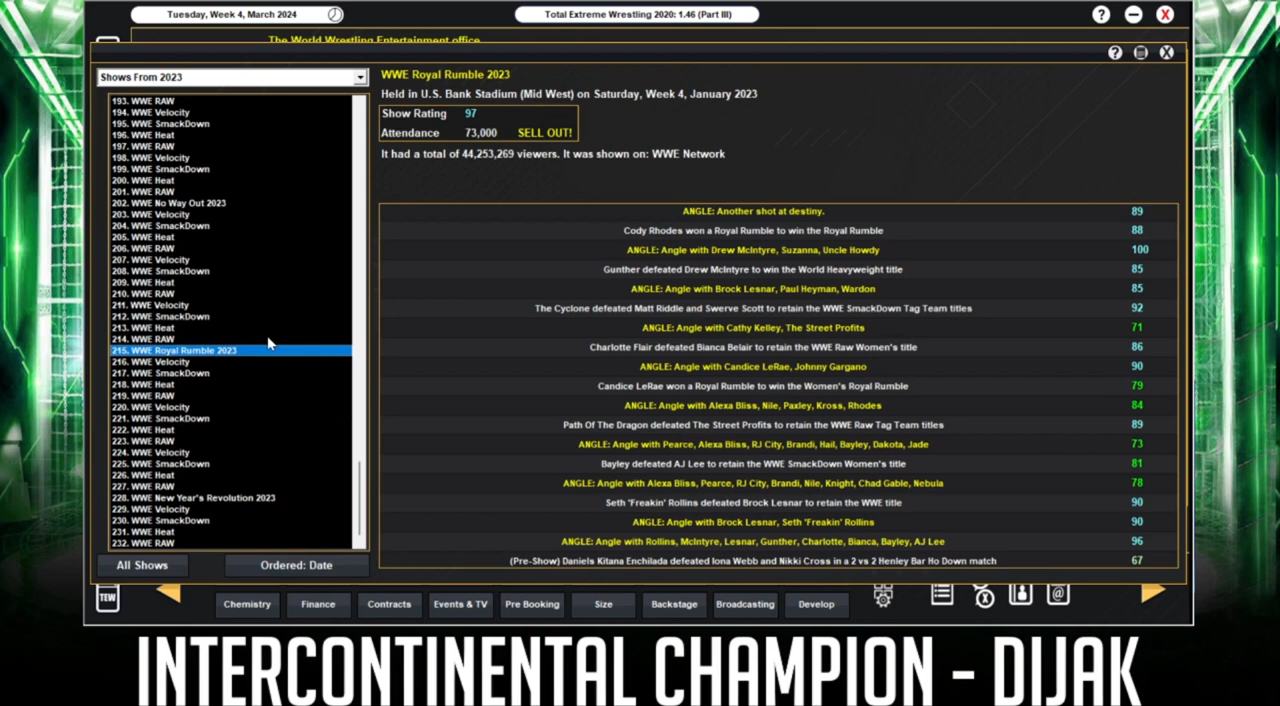 Tuesday, Week 4, March 2024
Total Extreme Wrestling 2020: 1.46 (Part III)
?
X
The World Wrestling Entertainment office
?
X
Shows From 2023
193. WWE RAW
194. WWE Velocity
195. WWE SmackDown
196. WWE Heat
197. WWE RAW
198. WWE Velocity
199. WWE SmackDown
200. WWE Heat
201. WWE RAW
202. WWE No Way Out 2023
203. WWE Velocity
204. WWE SmackDown
205. WWE Heat
206. WWE RAW
207. WWE Velocity
208. WWE SmackDown
209. WWE Heat
210. WWE RAW
211. WWE Velocity
212. WWE SmackDown
213. WWE Heat
214. WWE RAW
215. WWE Royal Rumble 2023
216. WWE Velocity
217. WWE SmackDown
218. WWE Heat
219. WWE RAW
220. WWE Velocity
221. WWE SmackDown
222. WWE Heat
223. WWE RAW
224. WWE Velocity
225. WWE SmackDown
226. WWE Heat
227. WWE RAW
228. WWE New Year's Revolution 2023
229. WWE Velocity
230. WWE SmackDown
231. WWE Heat
232. WWE RAW
All Shows
Ordered: Date
WWE Royal Rumble 2023
Held in U.S. Bank Stadium (Mid West) on Saturday, Week 4, January 2023
Show Rating 97
Attendance 73,000 SELL OUT!
It had a total of 44,253,269 viewers. It was shown on: WWE Network
ANGLE: Another shot at destiny. 89
Cody Rhodes won a Royal Rumble to win the Royal Rumble 88
ANGLE: Angle with Drew McIntyre, Suzanna, Uncle Howdy 100
Gunther defeated Drew McIntyre to win the World Heavyweight title 85
ANGLE: Angle with Brock Lesnar, Paul Heyman, Wardon 85
The Cyclone defeated Matt Riddle and Swerve Scott to retain the WWE SmackDown Tag Team titles 92
ANGLE: Angle with Cathy Kelley, The Street Profits 71
Charlotte Flair defeated Bianca Belair to retain the WWE Raw Women's title 86
ANGLE: Angle with Candice LeRae, Johnny Gargano 90
Candice LeRae won a Royal Rumble to win the Women's Royal Rumble 79
ANGLE: Angle with Alexa Bliss, Nile, Paxley, Kross, Rhodes 84
Path Of The Dragon defeated The Street Profits to retain the WWE Raw Tag Team titles 89
ANGLE: Angle with Pearce, Alexa Bliss, RJ City, Brandi, Hail, Bayley, Dakota, Jade 73
Bayley defeated AJ Lee to retain the WWE SmackDown Women's title 81
ANGLE: Angle with Alexa Bliss, Pearce, RJ City, Brandi, Nile, Knight, Chad Gable, Nebula 78
Seth 'Freakin' Rollins defeated Brock Lesnar to retain the WWE title 90
ANGLE: Angle with Brock Lesnar, Seth 'Freakin' Rollins 90
ANGLE: Angle with Rollins, McIntyre, Lesnar, Gunther, Charlotte, Bianca, Bayley, AJ Lee 96
(Pre-Show) Daniels Kitana Enchilada defeated Iona Webb and Nikki Cross in a 2 vs 2 Henley Bar Ho Down match 67
TEW
Chemistry
Finance
Contracts
Events & TV
Pre Booking
Size
Backstage
Broadcasting
Develop
INTERCONTINENTAL CHAMPION - DIJAK